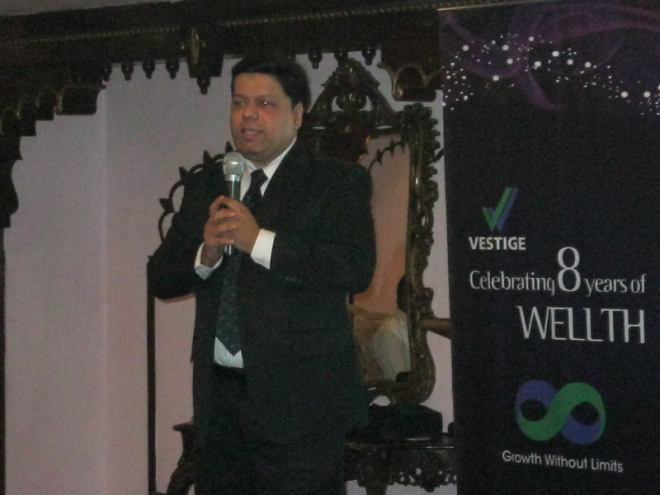 VESTIGE
Celebrating 8 years of
WELLTH
Growth Without Limits